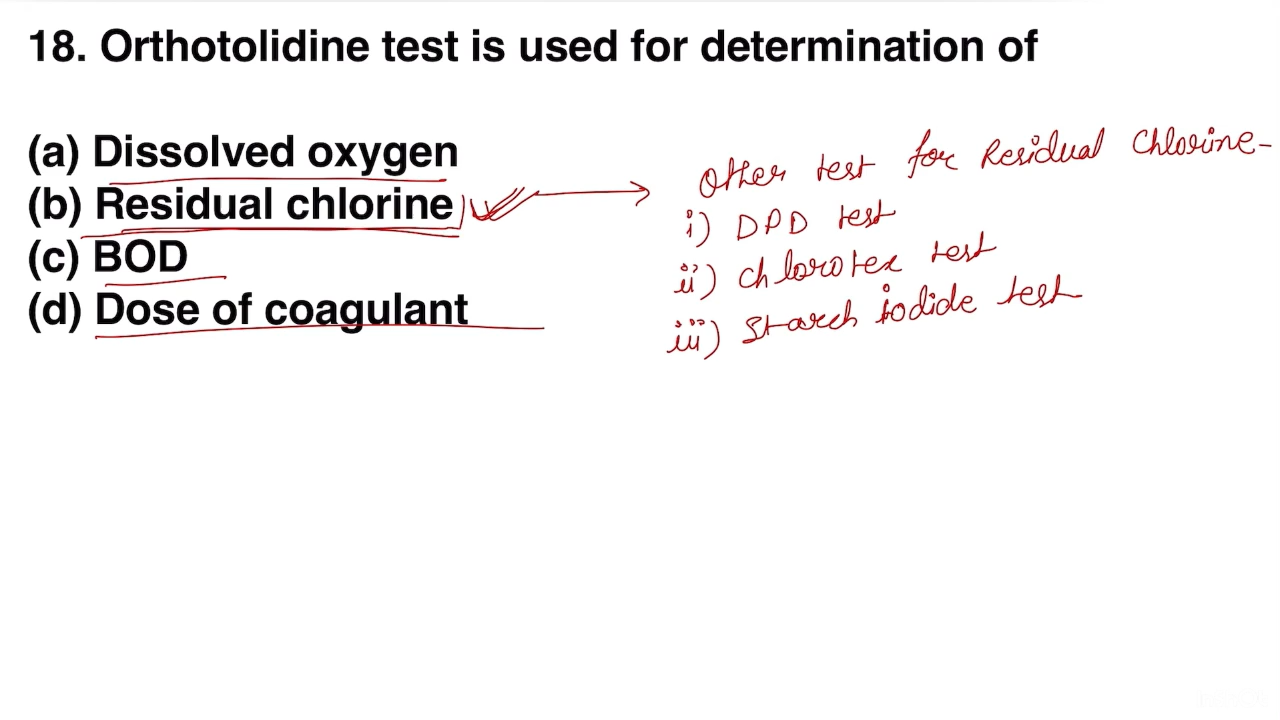 18. Orthotolidine test is used for determination of
(a) Dissolved oxygen
(b) Residual chlorine
(c) BOD
(d) Dose of coagulant
Other test for Residual Chlorine-
i) DPD test
ii) chlorotex test
iii) Starch iodide test